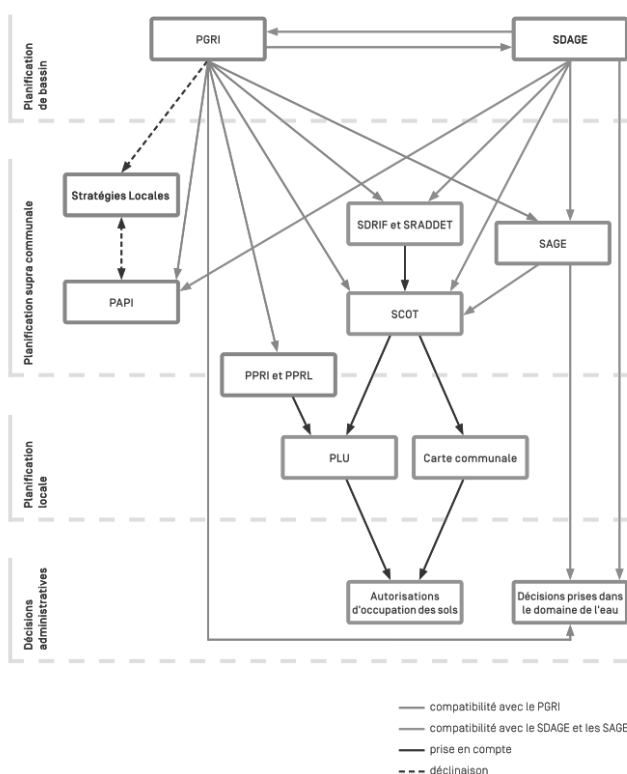 Planification
de bassin
PGRI
SDAGE
Planification supra communale
Stratégies Locales
SDRIF et SRADDET
SAGE
PAPI
SCOT
PPRI et PPRL
Planification
locale
PLU
Carte communale
Décisions
administratives
Autorisations
d'occupation des sols
Décisions prises dans
le domaine de l'eau
compatibilité avec le PGRI
compatibilité avec le SDAGE et les SAGE
prise en compte
déclinaison